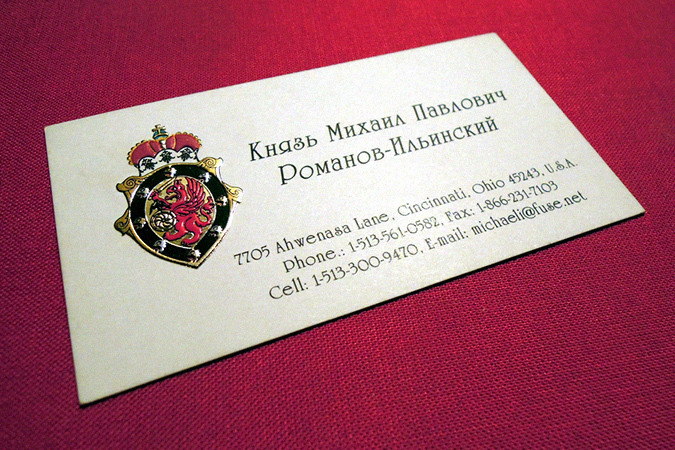 Князь Михаил Павлович
Романов-Ильинский
7705 Ahwenasa Lane, Cincinnati, Ohio 45243, U.S.A.
Phone.: 1-513-561-0582, Fax: 1-866-231-7103
Cell: 1-513-300-9470, E-mail: michaeli@fuse.net